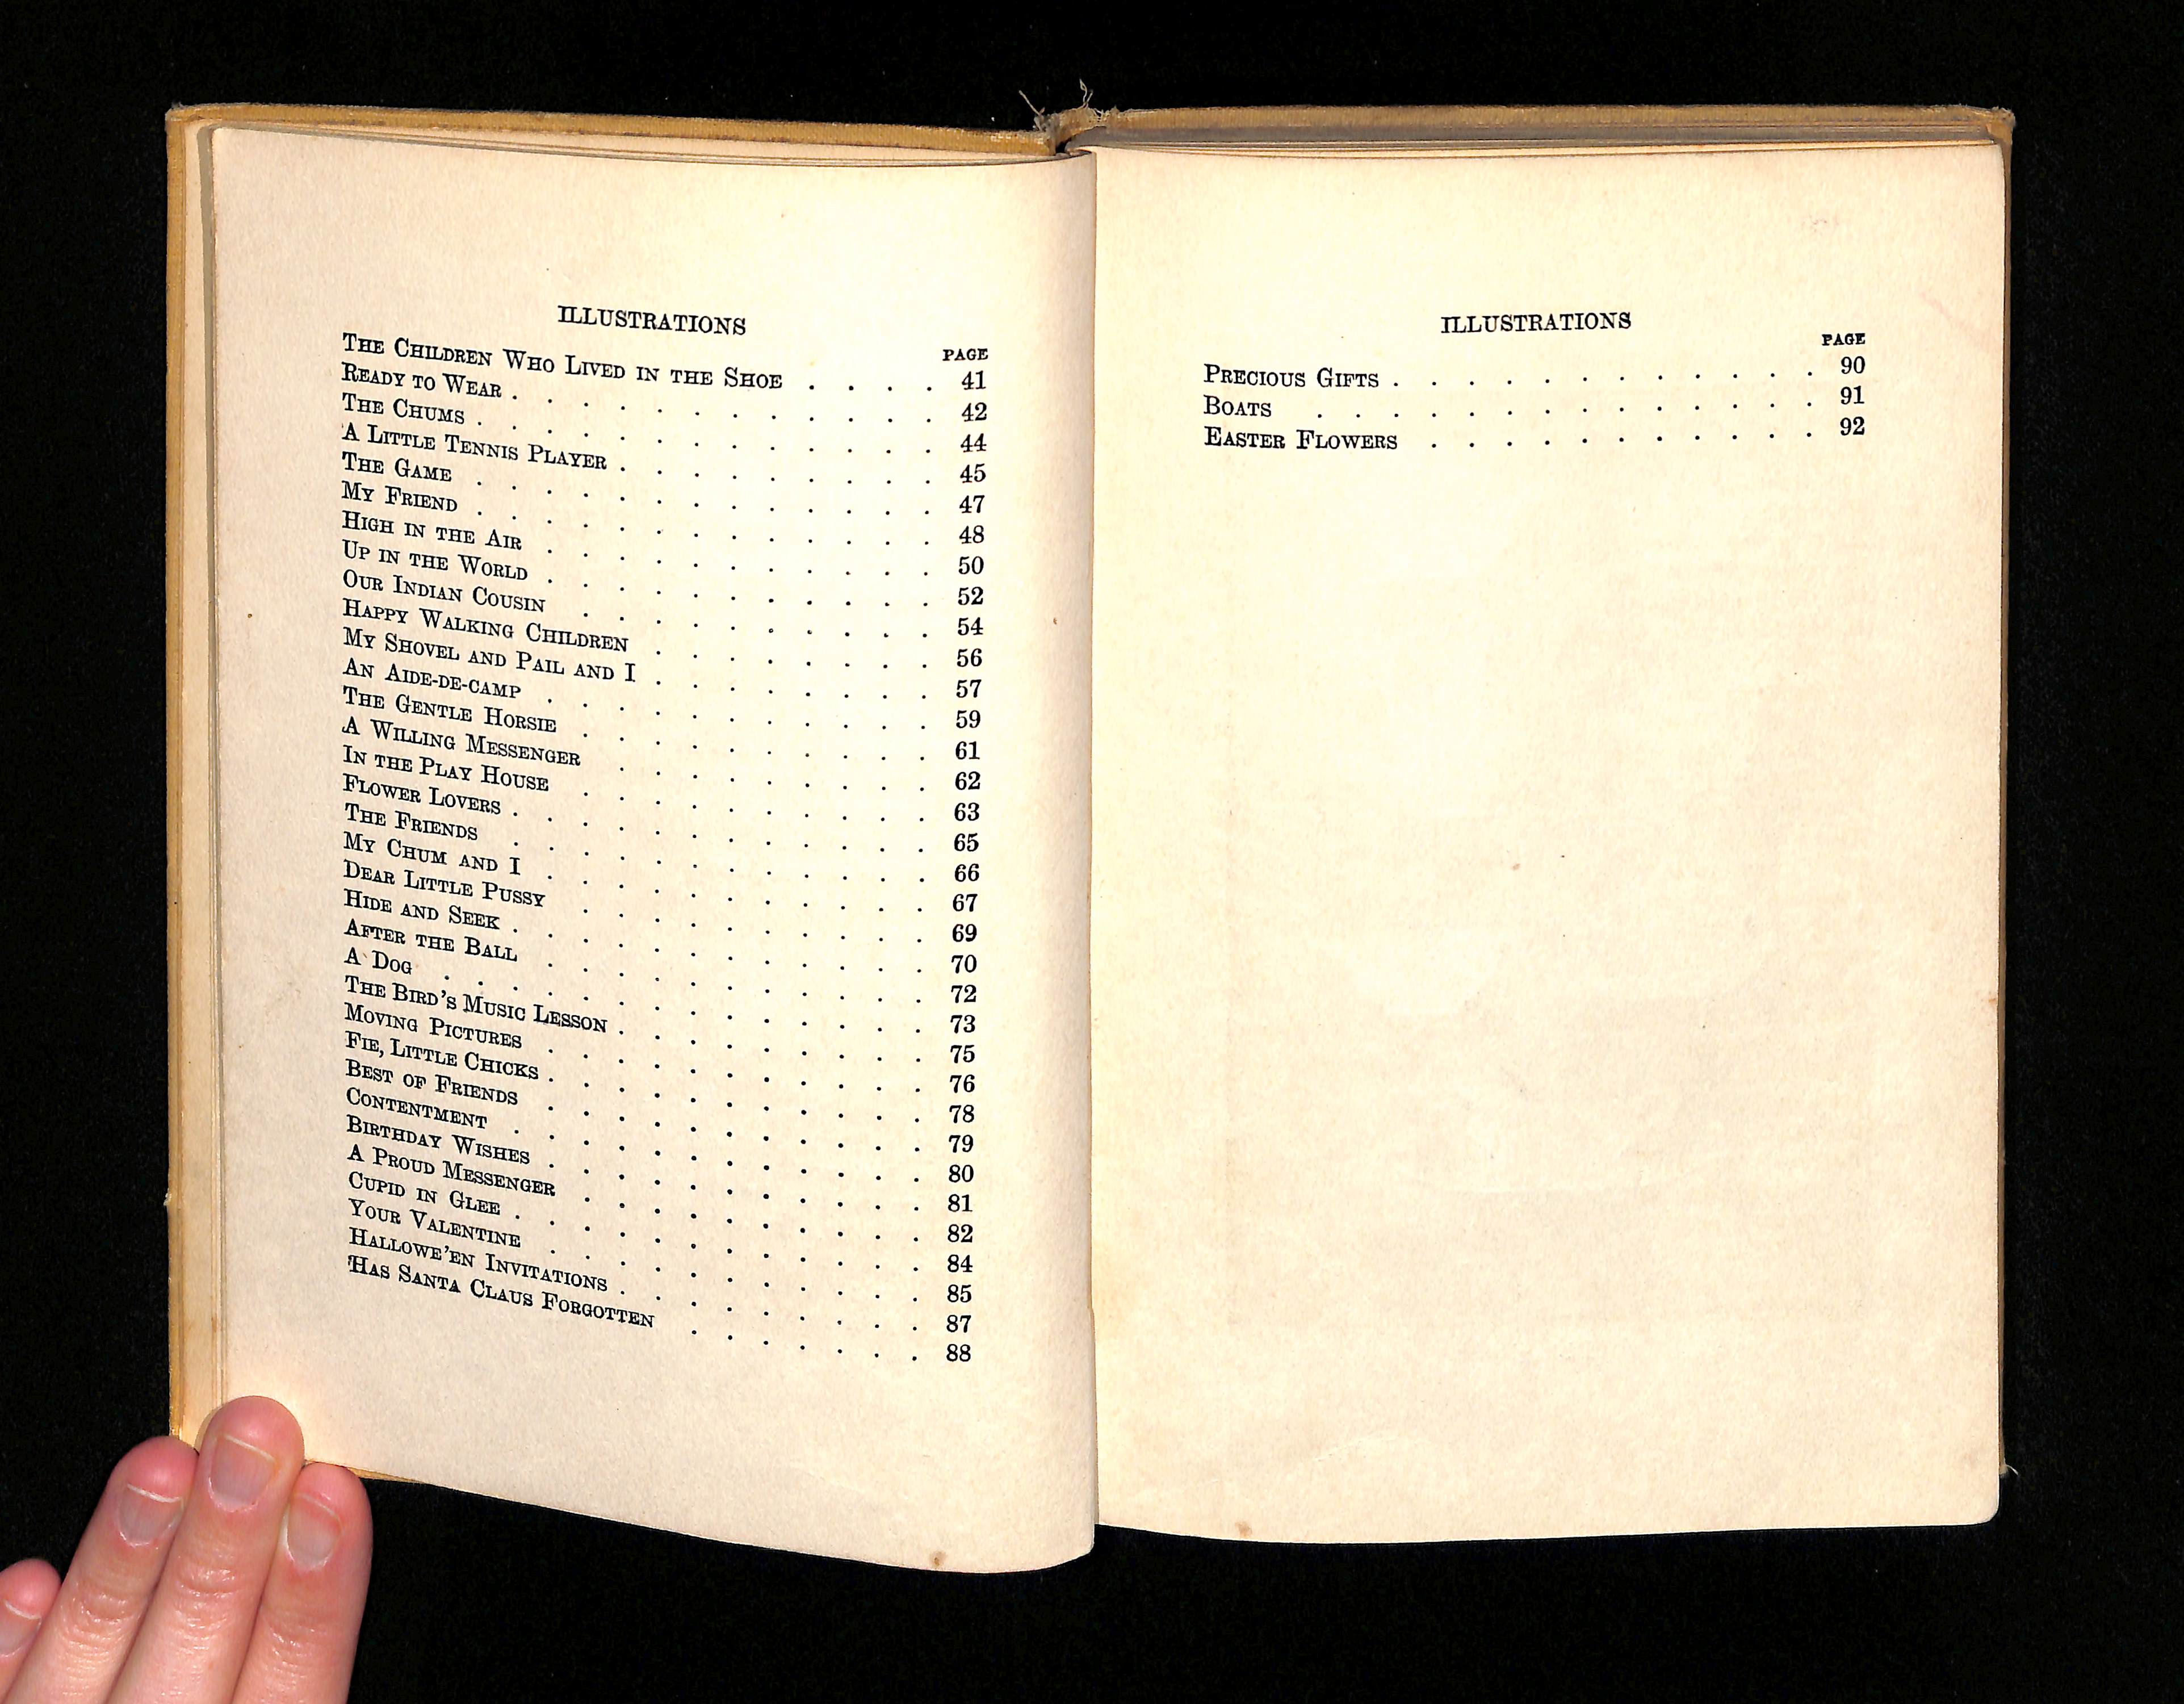 ILLUSTRATIONS
PAGE
The Children Who Lived in the Shoe . . . . 41
Ready to Wear . . . . . . . . . . . . 42
The Chums . . . . . . . . . . . . . 44
A Little Tennis Player . . . . . . . . . 45
The Game . . . . . . . . . . . . . 47
My Friend . . . . . . . . . . . . . 48
High in the Air . . . . . . . . . . . 50
Up in the World . . . . . . . . . . . 52
Our Indian Cousin . . . . . . . . . . 54
Happy Walking Children . . . . . . . . 56
My Shovel and Pail and I . . . . . . . . 57
An Aide-de-camp . . . . . . . . . . . 59
The Gentle Horsie . . . . . . . . . . 61
A Willing Messenger . . . . . . . . . 62
In the Play House . . . . . . . . . . 63
Flower Lovers . . . . . . . . . . . . 65
The Friends . . . . . . . . . . . . 66
My Chum and I . . . . . . . . . . . 67
Dear Little Pussy . . . . . . . . . . 69
Hide and Seek . . . . . . . . . . . . 70
After the Ball . . . . . . . . . . . 72
A Dog . . . . . . . . . . . . . . 73
The Bird's Music Lesson . . . . . . . . . 75
Moving Pictures . . . . . . . . . . . 76
Fie, Little Chicks . . . . . . . . . . . 78
Best of Friends . . . . . . . . . . . 79
Contentment . . . . . . . . . . . . 80
Birthday Wishes . . . . . . . . . . . 81
A Proud Messenger . . . . . . . . . . 82
Cupid in Glee . . . . . . . . . . . . 84
Your Valentine . . . . . . . . . . . 85
Hallowe'en Invitations . . . . . . . . . 87
Has Santa Claus Forgotten . . . . . . . 88
ILLUSTRATIONS
PAGE
Precious Gifts . . . . . . . . . . . . 90
Boats . . . . . . . . . . . . . . 91
Easter Flowers . . . . . . . . . . . 92